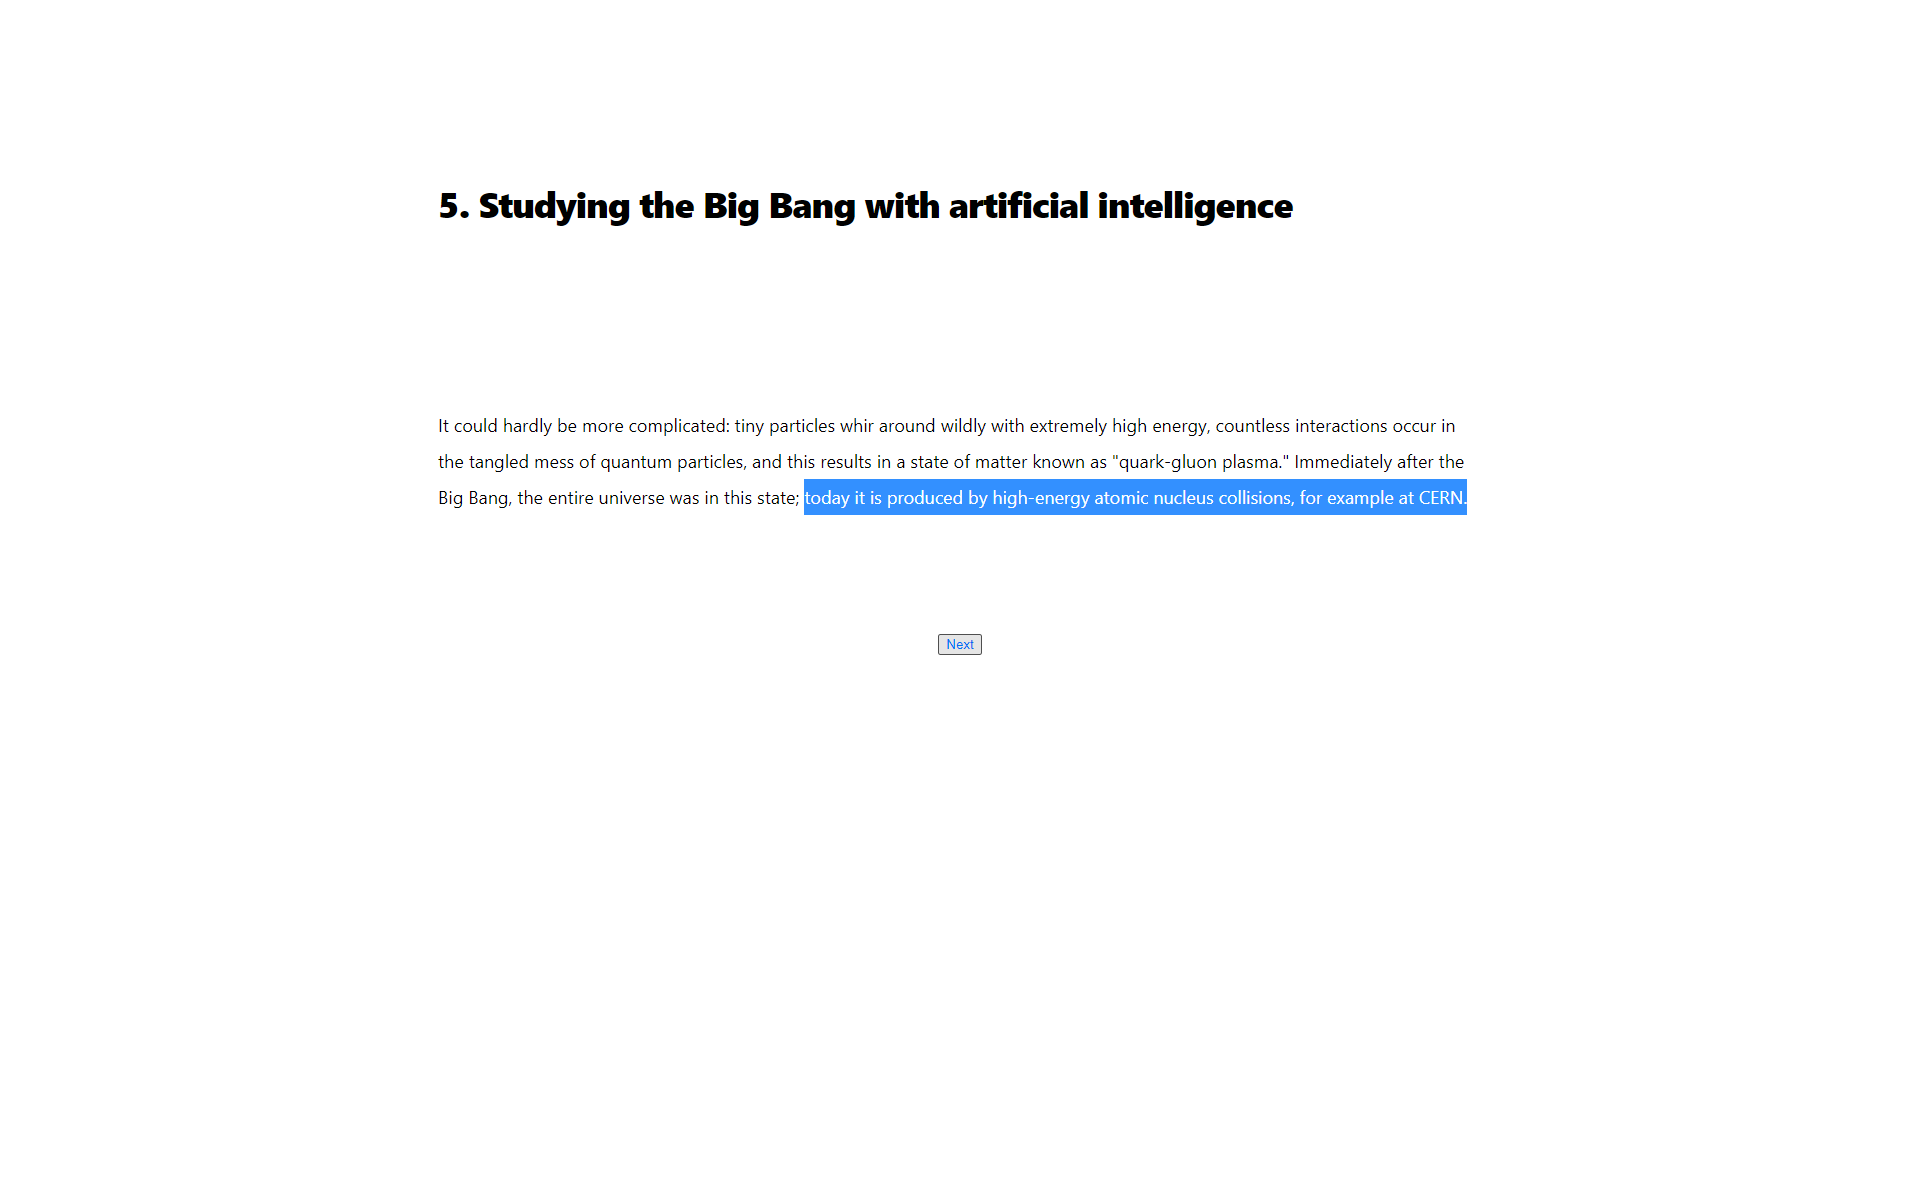 5. Studying the Big Bang with artificial intelligence
It could hardly be more complicated: tiny particles whir around wildly with extremely high energy, countless interactions occur in
the tangled mess of quantum particles, and this results in a state of matter known as "quark-gluon plasma." Immediately after the
Big Bang, the entire universe was in this state; today it is produced by high-energy atomic nucleus collisions, for example at CERN.
Next